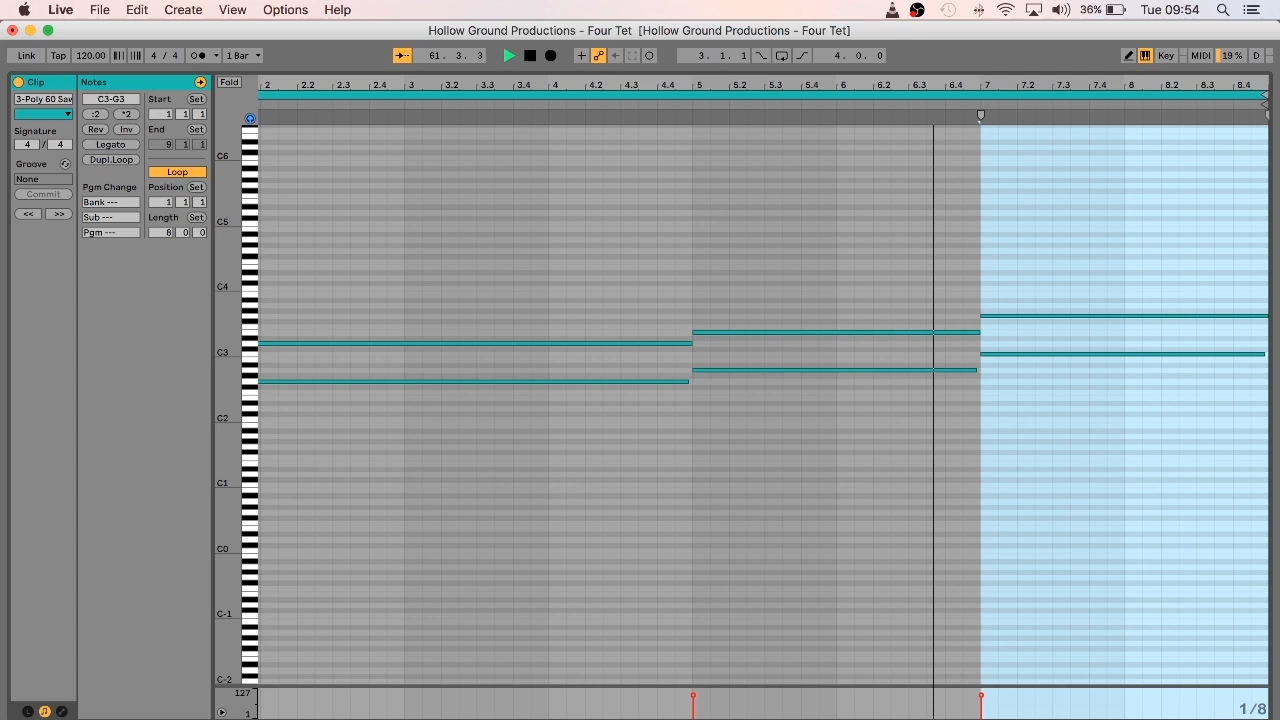 Live File Edit Create View Options Help 36% Tue 09:54
Hollow Ground Productions - Four Tet [Hollow Ground Productions - Four Tet]
Link Tap 120.00 4 / 4 1 Bar 61. 4. 3 1. 1. 1 4. 0. 0 Key MIDI 19 % D
Clip Notes Fold 2 2.2 2.3 2.4 3 3.2 3.3 3.4 4 4.2 4.3 4.4 5 5.2 5.3 5.4 6 6.2 6.3 6.4 7 7.2 7.3 7.4 8 8.2 8.3 8.4
3-Poly 60 Saw C3-G3 Start Set
:2 *2 1 1 1
Signature Rev Inv End Set
4 / 4 Legato 9 1 1
Groove Dupl.Loop
None Loop
Commit Pgm Change Position Set
Bank --- 1 1 1
<< >> Sub --- Length Set
Pgm --- 8 0 0
C6
C5
C4
C3
C2
C1
C0
C-1
C-2
127
1 1/8